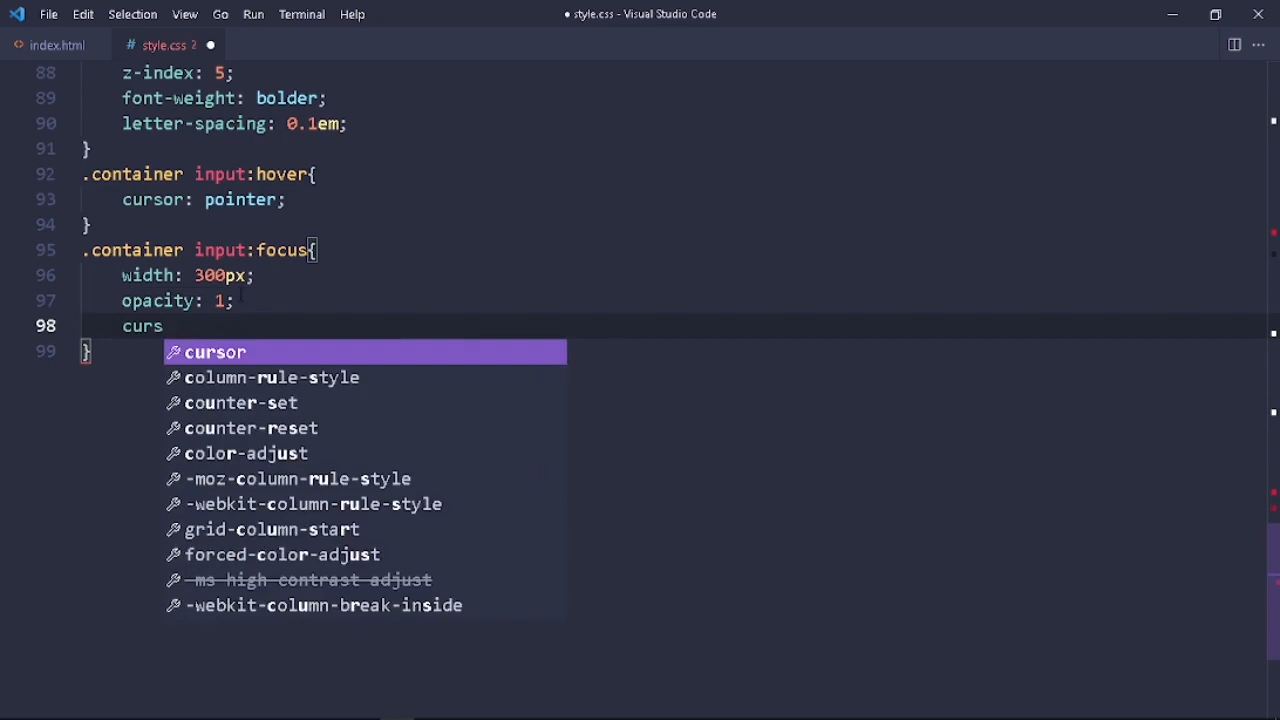 File Edit Selection View Go Run Terminal Help ● style.css - Visual Studio Code
<> index.html # style.css 2 ●
88 z-index: 5;
89 font-weight: bolder;
90 letter-spacing: 0.1em;
91 }
92 .container input:hover{
93 cursor: pointer;
94 }
95 .container input:focus{
96 width: 300px;
97 opacity: 1;
98 curs
99 }
cursor
column-rule-style
counter-set
counter-reset
color-adjust
-moz-column-rule-style
-webkit-column-rule-style
grid-column-start
forced-color-adjust
-ms-high-contrast-adjust
-webkit-column-break-inside